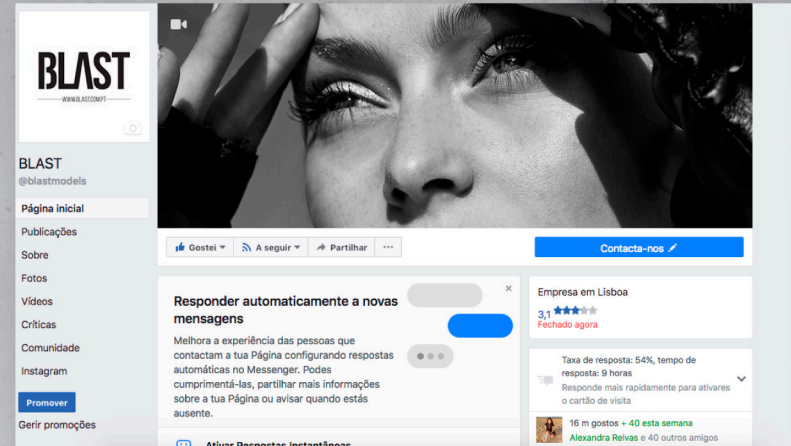 BLAST
WWW.BLAST.COM.PT
BLAST
@blastmodels
Página inicial
Publicações
Sobre
Fotos
Vídeos
Críticas
Comunidade
Instagram
Promover
Gerir promoções
Gostei
A seguir
Partilhar
Contacta-nos
Responder automaticamente a novas
mensagens
Melhora a experiência das pessoas que
contactam a tua Página configurando respostas
automáticas no Messenger. Podes
cumprimentá-las, partilhar mais informações
sobre a tua Página ou avisar quando estás
ausente.
Ativar Respostas Instantâneas
Empresa em Lisboa
3,1
Fechado agora
Taxa de resposta: 54%, tempo de
resposta: 9 horas
Responde mais rapidamente para ativares
o cartão de visita
16 m gostos + 40 esta semana
Alexandra Reivas e 40 outros amigos